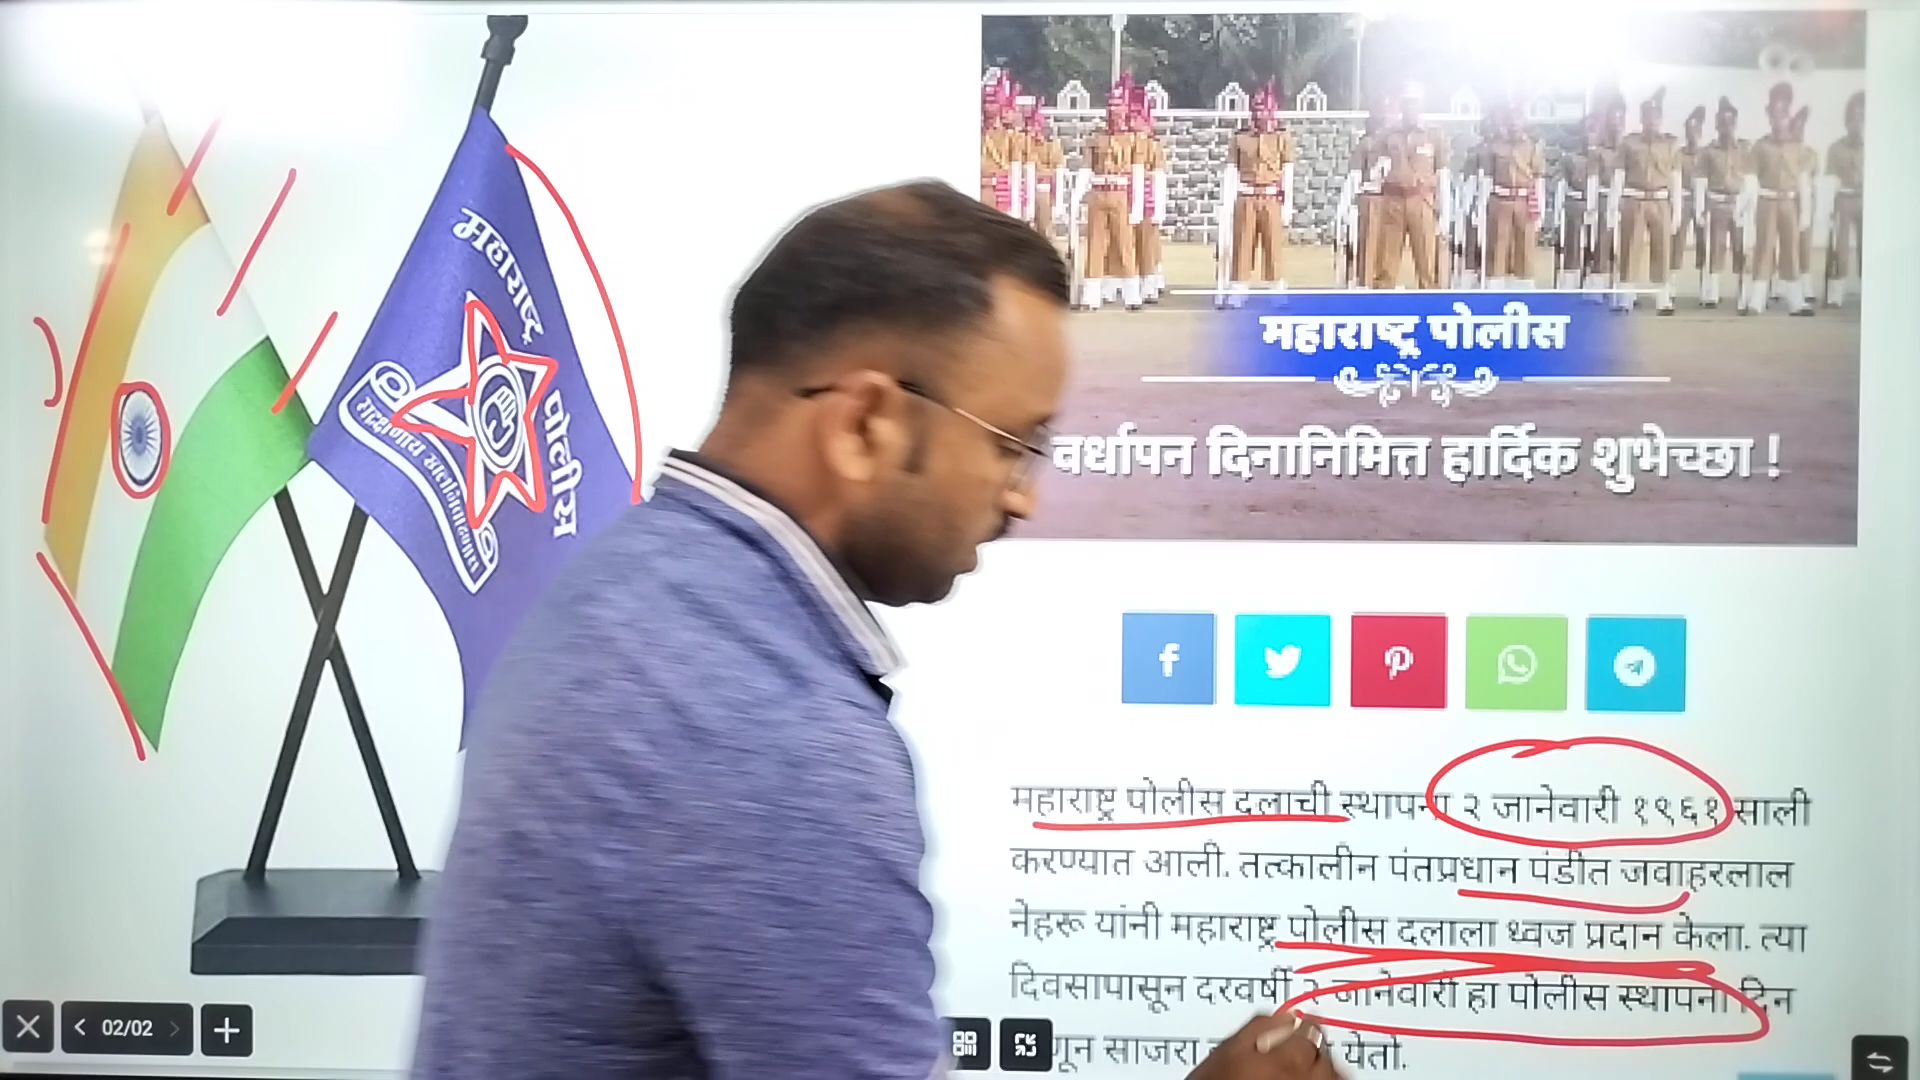 महाराष्ट्र
पोलीस
महाराष्ट्र पोलीस
वर्धापन दिनानिमित्त हार्दिक शुभेच्छा !
महाराष्ट्र पोलीस दलाची स्थापना २ जानेवारी १९६१ साली
करण्यात आली. तत्कालीन पंतप्रधान पंडीत जवाहरलाल
नेहरू यांनी महाराष्ट्र पोलीस दलाला ध्वज प्रदान केला. त्या
दिवसापासून दरवर्षी २ जानेवारी हा पोलीस स्थापना दिन
साजरा येतो.
02/02